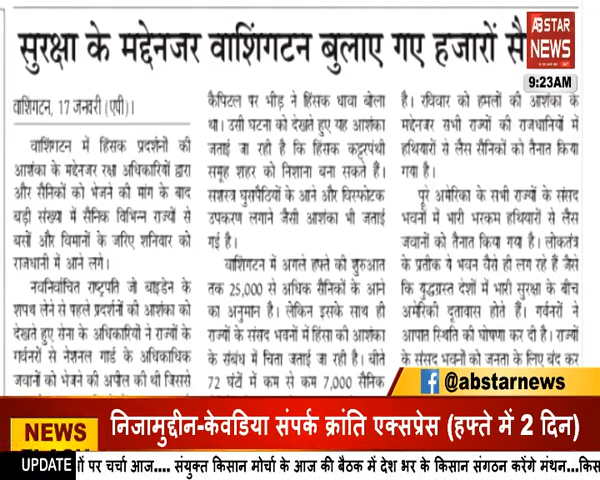 सुरक्षा के मद्देनजर वाशिंगटन बुलाए गए हजारों
ABSTAR
NEWS
9:23AM
वाशिंगटन, 17 जनवरी (एपी)।
वाशिंगटन में हिंसक प्रदर्शनों की
आशंका के मद्देनजर रक्षा अधिकारियों द्वारा
और सैनिकों को भेजने की मांग के बाद
बड़ी संख्या में सैनिक विभिन्न राज्यों से
बसों और विमानों के जरिए शनिवार को
राजधानी में आने लगे।
नवनिर्वाचित राष्ट्रपति जो बाइडेन के
शपथ लेने से पहले प्रदर्शनों की आशंका को
देखते हुए सेना के अधिकारियों ने राज्यों के
गर्वनरों से नेशनल गार्ड के अधिकाधिक
जवानों को भेजने की अपील की थी जिससे
कैपिटल पर भीड़ ने हिंसक धावा बोला
था। उसी घटना को देखते हुए यह आशंका
जताई जा रही है कि हिंसक कट्टरपंथी
समूह शहर को निशाना बना सकते हैं।
सशस्त्र घुसपैठियों के आने और विस्फोटक
उपकरण लगाने जैसी आशंका भी जताई
गई है।
वाशिंगटन में अगले हफ्ते की शुरुआत
तक 25,000 से अधिक सैनिकों के आने
का अनुमान है। लेकिन इसके साथ ही
राज्यों के संसद भवनों में हिंसा की आशंका
के संबंध में चिंता जताई जा रही है। बीते
72 घंटों में कम से कम 7,000 सैनिक
है। रविवार को हमलों की आशंका के
मद्देनजर सभी राज्यों की राजधानियों में
हथियारों से लैस सैनिकों को तैनात किया
गया है।
पूरे अमेरिका के सभी राज्यों के संसद
भवनों में भारी भरकम हथियारों से लैस
जवानों को तैनात किया गया है। लोकतंत्र
के प्रतीक ये भवन वैसे ही लग रहे हैं जैसे
कि युद्धग्रस्त देशों में भारी सुरक्षा के बीच
अमेरिकी दूतावास होते हैं। गर्वनरों ने
आपात स्थिति की घोषणा कर दी है। राज्यों
के संसद भवनों को जनता के लिए बंद कर
@abstarnews
NEWS
निजामुद्दीन-केवडिया संपर्क क्रांति एक्सप्रेस (हफ्ते में 2 दिन)
UPDATE
पर चर्चा आज.... संयुक्त किसान मोर्चा के आज की बैठक में देश भर के किसान संगठन करेंगे मंथन...किस